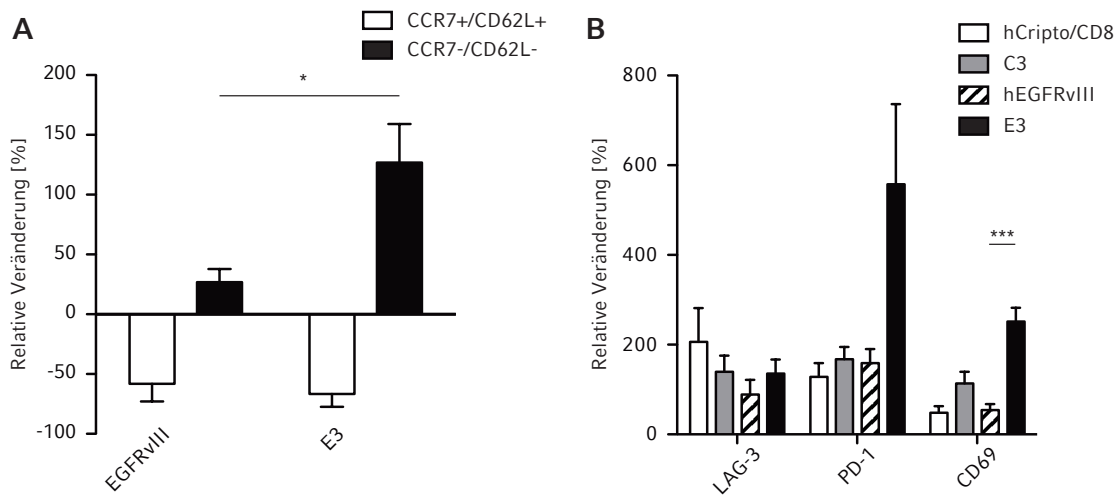 A
CCR7+/CD62L+
CCR7-/CD62L-
Relative Veränderung [%]
200
150
100
50
0
-50
-100
*
EGFRvIII
E3
B
hCripto/CD8
C3
hEGFRvIII
E3
Relative Veränderung [%]
800
600
400
200
0
***
LAG-3
PD-1
CD69